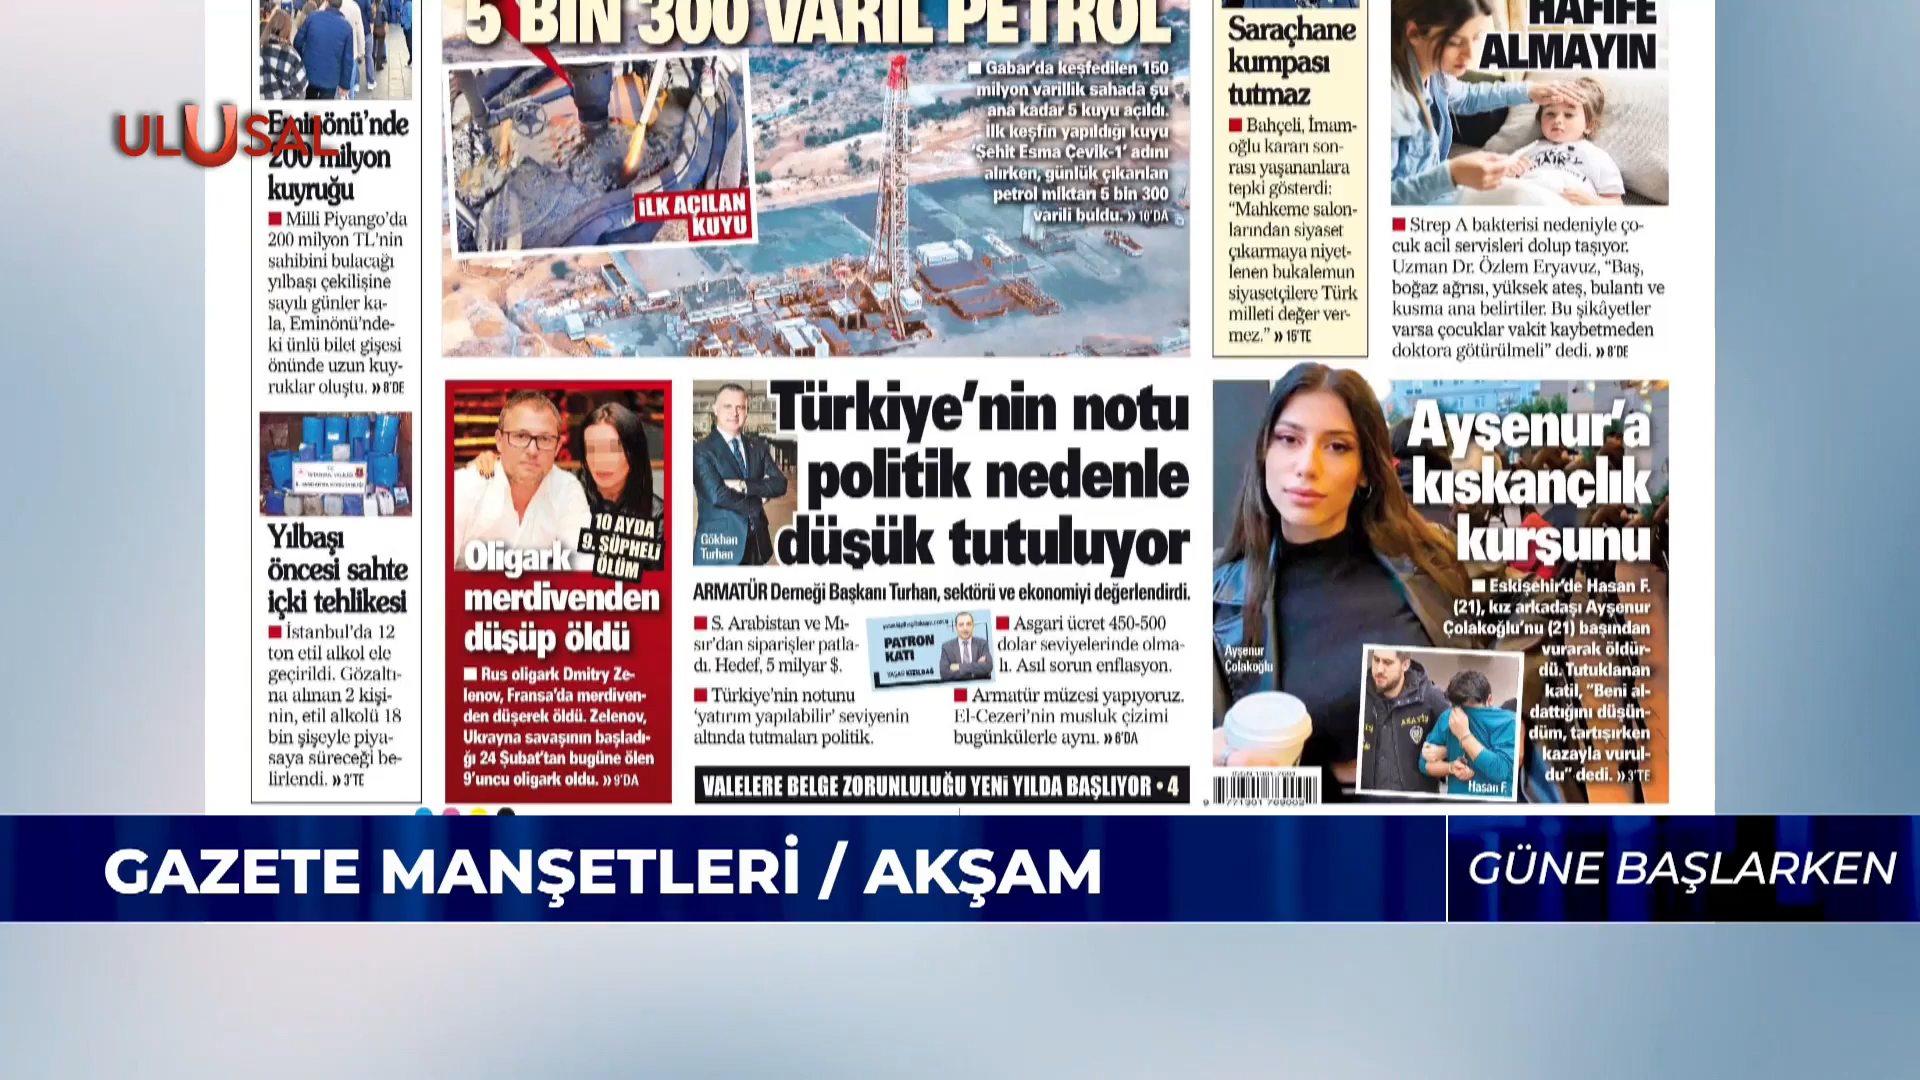 ULUSAL
Eminönü’nde
200 milyon
kuyruğu
■ Milli Piyango’da
200 milyon TL’nin
sahibini bulacağı
yılbaşı çekilişine
sayılı günler ka-
la, Eminönü’nde-
ki ünlü bilet gişesi
önünde uzun kuy-
ruklar oluştu. » 8’DE
Yılbaşı
öncesi sahte
içki tehlikesi
■ İstanbul’da 12
ton etil alkol ele
geçirildi. Gözaltı-
na alınan 2 kişi-
nin, etil alkolü 18
bin şişeyle piya-
saya süreceği be-
lirlendi. » 3’TE
5 BİN 300 VARİL PETROL
■ Gabar’da keşfedilen 150
milyon varillik sahada şu
ana kadar 5 kuyu açıldı.
İlk keşfin yapıldığı kuyu
‘Şehit Esma Çevik-1’ adını
alırken, günlük çıkarılan
petrol miktarı 5 bin 300
varili buldu. » 10’DA
İLK AÇILAN
KUYU
Saraçhane
kumpası
tutmaz
■ Bahçeli, İmam-
oğlu kararı son-
rası yaşananlara
tepki gösterdi:
“Mahkeme salon-
larından siyaset
çıkarmaya niyet-
lenen bukalemun
siyasetçilere Türk
milleti değer ver-
mez.” » 15’TE
HAFİFE
ALMAYIN
■ Strep A bakterisi nedeniyle ço-
cuk acil servisleri dolup taşıyor.
Uzman Dr. Özlem Eryavuz, “Baş,
boğaz ağrısı, yüksek ateş, bulantı ve
kusma ana belirtiler. Bu şikâyetler
varsa çocuklar vakit kaybetmeden
doktora götürülmeli” dedi. » 8’DE
10 AYDA
9. ŞÜPHELİ
ÖLÜM
Oligark
merdivenden
düşüp öldü
■ Rus oligark Dmitry Ze-
lenov, Fransa’da merdiven-
den düşerek öldü. Zelenov,
Ukrayna savaşının başladı-
ğı 24 Şubat’tan bugüne ölen
9’uncu oligark oldu. » 9’DA
Gökhan
Turhan
Türkiye’nin notu
politik nedenle
düşük tutuluyor
ARMATÜR Derneği Başkanı Turhan, sektörü ve ekonomiyi değerlendirdi.
■ S. Arabistan ve Mı-
sır’dan siparişler patla-
dı. Hedef, 5 milyar $.
■ Türkiye’nin notunu
‘yatırım yapılabilir’ seviyenin
altında tutmaları politik.
PATRON
KATI
YAŞAR KIZILBAĞ
■ Asgari ücret 450-500
dolar seviyelerinde olma-
lı. Asıl sorun enflasyon.
■ Armatür müzesi yapıyoruz.
El-Cezeri’nin musluk çizimi
bugünkülerle aynı. » 6’DA
VALELERE BELGE ZORUNLULUĞU YENİ YILDA BAŞLIYOR • 4
Ayşenur’a
kıskançlık
kurşunu
■ Eskişehir’de Hasan F.
(21), kız arkadaşı Ayşenur
Çolakoğlu’nu (21) başından
vurarak öldür-
dü. Tutuklanan
katil, “Beni al-
dattığını düşün-
düm, tartışırken
kazayla vurul-
du” dedi. » 3’TE
Ayşenur
Çolakoğlu
Hasan F.
GAZETE MANŞETLERİ / AKŞAM
GÜNE BAŞLARKEN